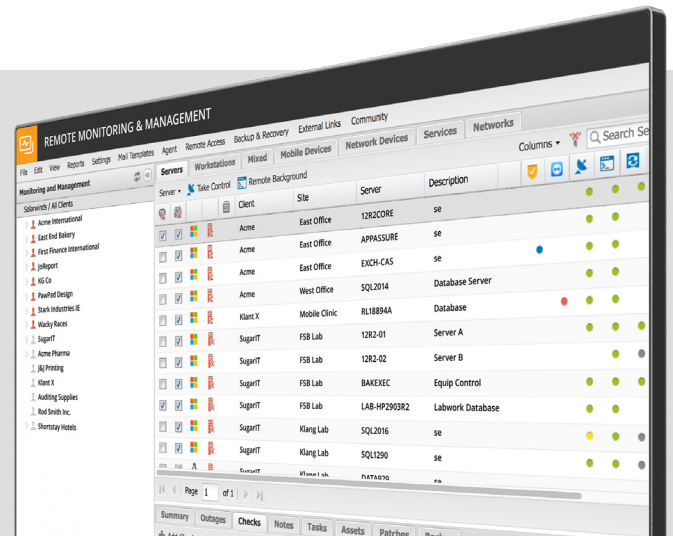 REMOTE MONITORING & MANAGEMENT
File Edit View Reports Settings Mail Templates Agent Remote Access Backup & Recovery External Links Community
Monitoring and Management
Solarwinds / All Clients
Acme International
East End Bakery
First Finance International
JoReport
KG Co
PawPad Design
Stark Industries IE
Wacky Races
SugarIT
Acme Pharma
J&J Printing
Klant X
Auditing Supplies
Rod Smith Inc.
Shortstay Hotels
Servers Workstations Mixed Mobile Devices Network Devices Services Networks
Server Take Control Remote Background Columns Search Se
Client Site Server Description
Acme East Office 12R2CORE se
Acme East Office APPASSURE se
Acme East Office EXCH-CAS se
Acme West Office SQL2014 Database Server
Klant X Mobile Clinic RL18894A Database
SugarIT FSB Lab 12R2-01 Server A
SugarIT FSB Lab 12R2-02 Server B
SugarIT FSB Lab BAKEXEC Equip Control
SugarIT FSB Lab LAB-HP2903R2 Labwork Database
SugarIT Klang Lab SQL2016 se
SugarIT Klang Lab SQL1290 se
SugarIT Klang Lab DATA929 se
Page 1 of 1
Summary Outages Checks Notes Tasks Assets Patches